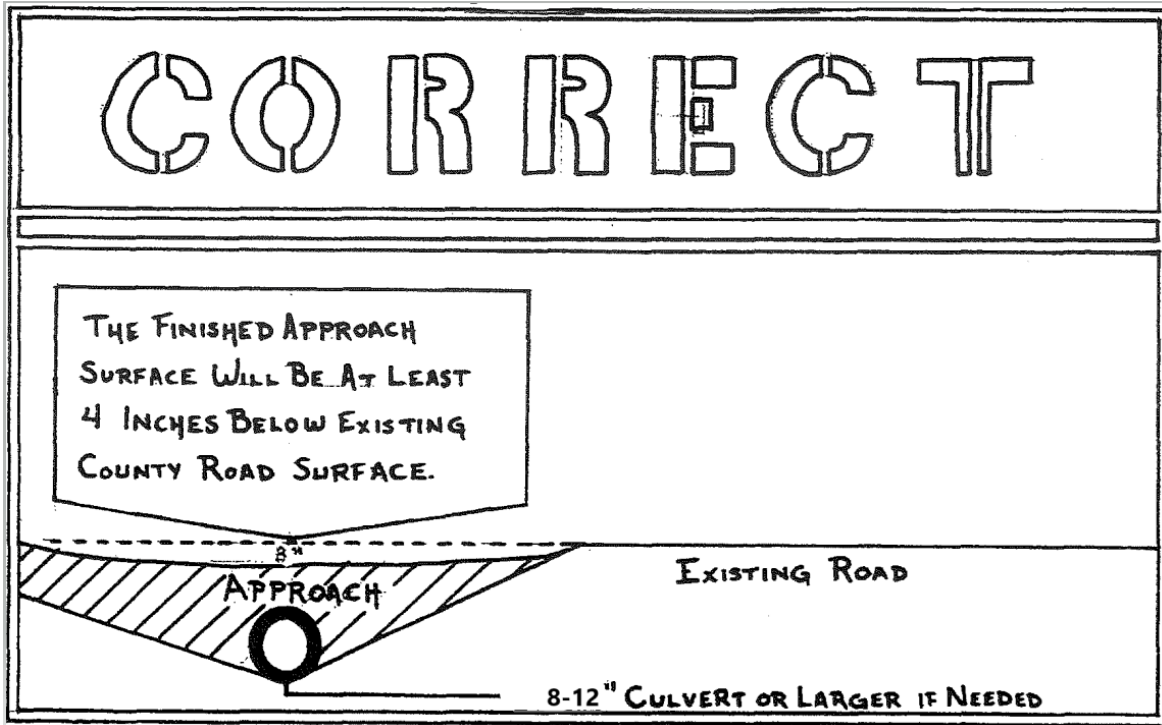 CORRECT
THE FINISHED APPROACH
SURFACE WILL BE AT LEAST
4 INCHES BELOW EXISTING
COUNTY ROAD SURFACE.
8"
APPROACH
EXISTING ROAD
8-12" CULVERT OR LARGER IF NEEDED